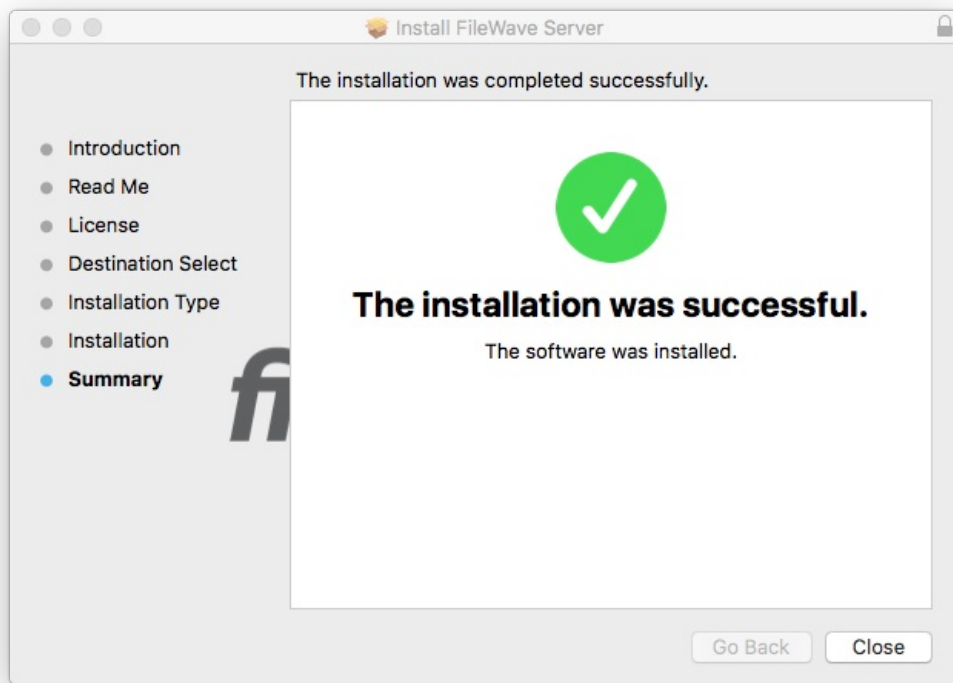 Install FileWave Server
The installation was completed successfully.
Introduction
Read Me
License
Destination Select
Installation Type
Installation
Summary
fi
The installation was successful.
The software was installed.
Go Back
Close